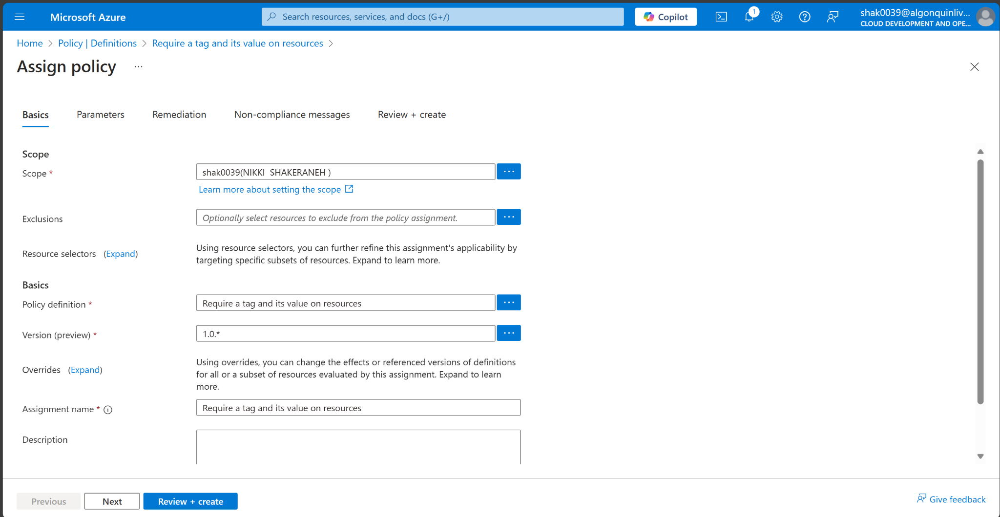 Microsoft Azure
Search resources, services, and docs (G+/)
Copilot
1
shak0039@algonquinliv...
CLOUD DEVELOPMENT AND OPE...
Home > Policy | Definitions > Require a tag and its value on resources >
Assign policy ...
Basics Parameters Remediation Non-compliance messages Review + create
Scope
Scope *
shak0039(NIKKI  SHAKERANEH )
Learn more about setting the scope
Exclusions
Optionally select resources to exclude from the policy assignment.
Resource selectors (Expand)
Using resource selectors, you can further refine this assignment's applicability by
targeting specific subsets of resources. Expand to learn more.
Basics
Policy definition *
Require a tag and its value on resources
Version (preview) *
1.0.*
Overrides (Expand)
Using overrides, you can change the effects or referenced versions of definitions
for all or a subset of resources evaluated by this assignment. Expand to learn
more.
Assignment name *
Require a tag and its value on resources
Description
Previous Next Review + create
Give feedback